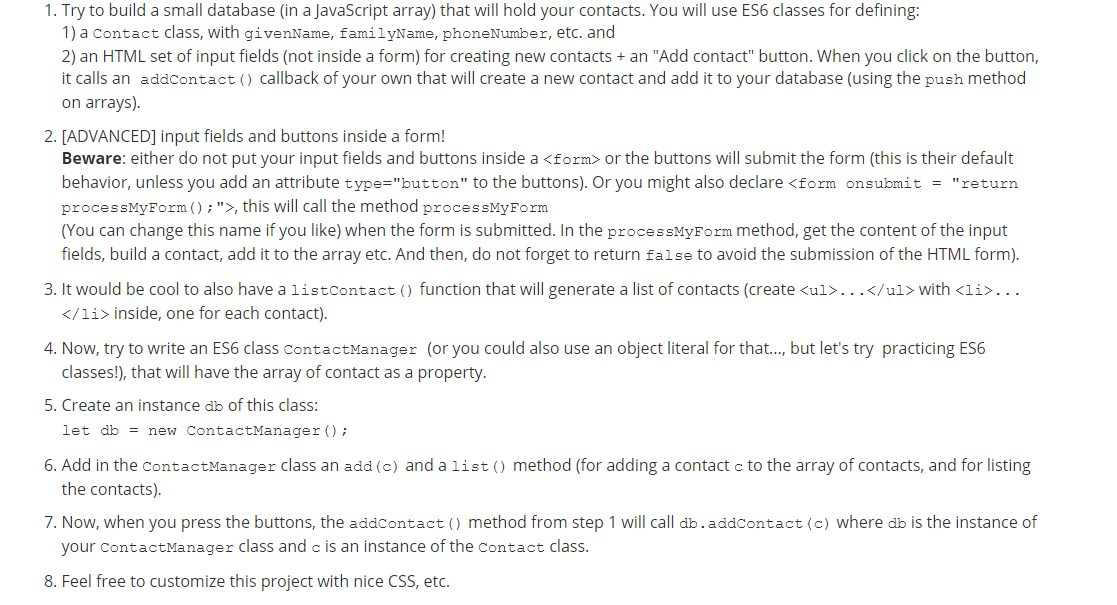 1. Try to build a small database (in a JavaScript array) that will hold your contacts. You will use ES6 classes for defining:
1) a Contact class, with givenName, familyName, phoneNumber, etc. and
2) an HTML set of input fields (not inside a form) for creating new contacts + an "Add contact" button. When you click on the button,
it calls an addContact() callback of your own that will create a new contact and add it to your database (using the push method
on arrays).
2. [ADVANCED] input fields and buttons inside a form!
Beware: either do not put your input fields and buttons inside a <form> or the buttons will submit the form (this is their default
behavior, unless you add an attribute type="button" to the buttons). Or you might also declare <form onsubmit = "return
processMyForm();">, this will call the method processMyForm
(You can change this name if you like) when the form is submitted. In the processMyForm method, get the content of the input
fields, build a contact, add it to the array etc. And then, do not forget to return false to avoid the submission of the HTML form).
3. It would be cool to also have a listContact() function that will generate a list of contacts (create <ul>...</ul> with <li>...
</li> inside, one for each contact).
4. Now, try to write an ES6 class ContactManager (or you could also use an object literal for that..., but let's try practicing ES6
classes!), that will have the array of contact as a property.
5. Create an instance db of this class:
let db = new ContactManager();
6. Add in the ContactManager class an add(c) and a list() method (for adding a contact c to the array of contacts, and for listing
the contacts).
7. Now, when you press the buttons, the addContact() method from step 1 will call db.addContact(c) where db is the instance of
your ContactManager class and c is an instance of the Contact class.
8. Feel free to customize this project with nice CSS, etc.